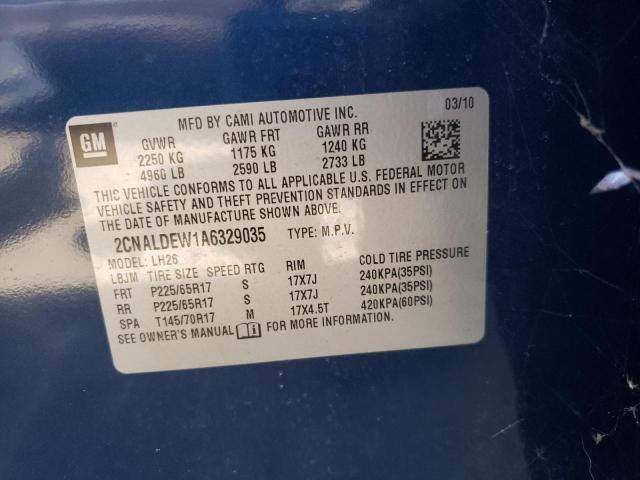 GM
MFD BY CAMI AUTOMOTIVE INC. 03/10
GVWR GAWR FRT GAWR RR
2250 KG 1175 KG 1240 KG
4960 LB 2590 LB 2733 LB
THIS VEHICLE CONFORMS TO ALL APPLICABLE U.S. FEDERAL MOTOR
VEHICLE SAFETY AND THEFT PREVENTION STANDARDS IN EFFECT ON
THE DATE OF MANUFACTURE SHOWN ABOVE.
2CNALDEW1A6329035 TYPE: M.P.V.
MODEL: LH26
LBJM TIRE SIZE SPEED RTG RIM COLD TIRE PRESSURE
FRT P225/65R17 S 17X7J 240KPA(35PSI)
RR P225/65R17 S 17X7J 240KPA(35PSI)
SPA T145/70R17 M 17X4.5T 420KPA(60PSI)
SEE OWNER'S MANUAL FOR MORE INFORMATION.